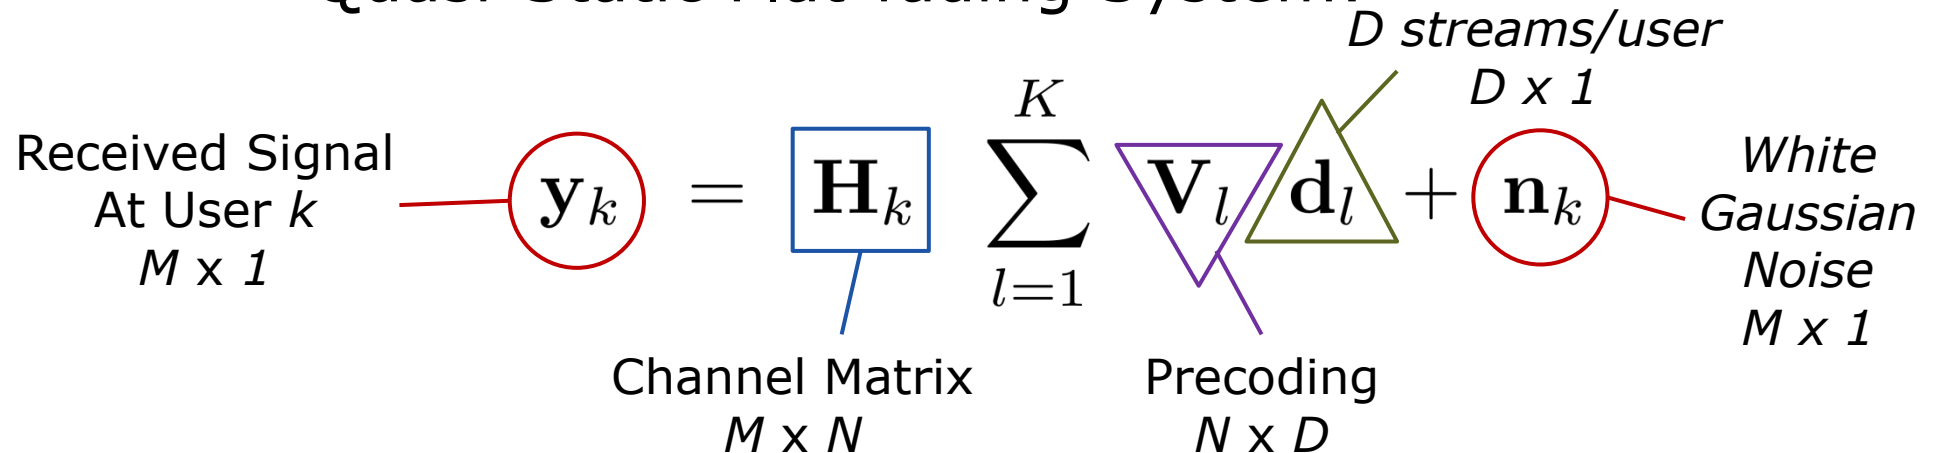 D streams/user
D x 1
Received Signal
At User k
M x 1
y_k = H_k \sum_{l=1}^{K} V_l d_l + n_k
White
Gaussian
Noise
M x 1
Channel Matrix
M x N
Precoding
N x D